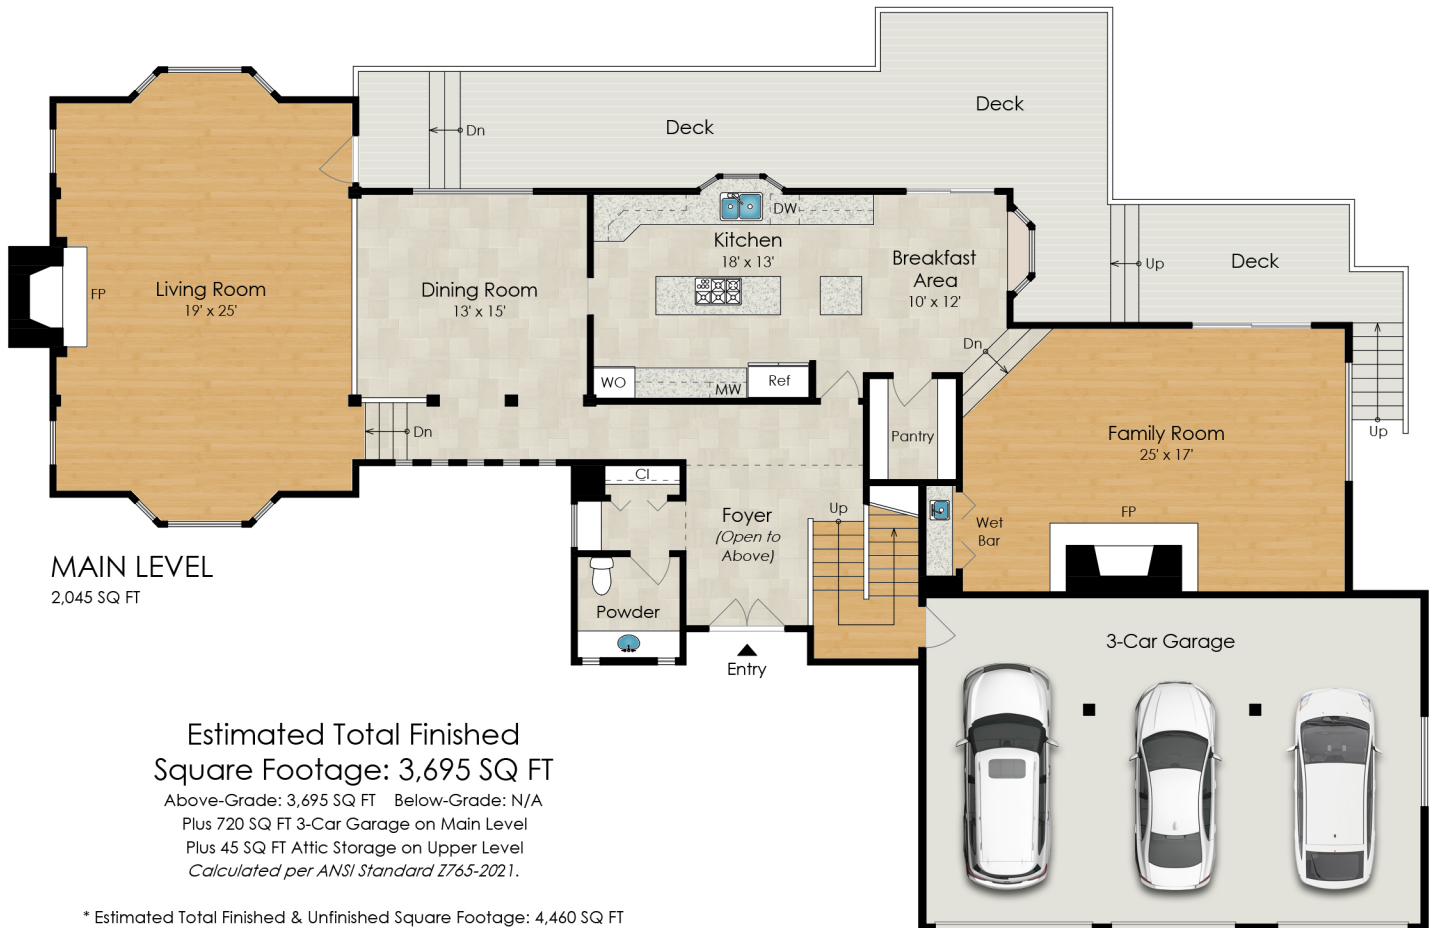 Deck
Deck
Dn
DW
Kitchen
18' x 13'
Breakfast
Area
10' x 12'
Up
Deck
FP
Living Room
19' x 25'
Dining Room
13' x 15'
Dn
WO
MW
Ref
Dn
Pantry
Family Room
25' x 17'
Up
CI
Foyer
(Open to
Above)
Up
Wet
Bar
FP
MAIN LEVEL
2,045 SQ FT
Powder
Entry
3-Car Garage
Estimated Total Finished
Square Footage: 3,695 SQ FT
Above-Grade: 3,695 SQ FT Below-Grade: N/A
Plus 720 SQ FT 3-Car Garage on Main Level
Plus 45 SQ FT Attic Storage on Upper Level
Calculated per ANSI Standard Z765-2021.
* Estimated Total Finished & Unfinished Square Footage: 4,460 SQ FT